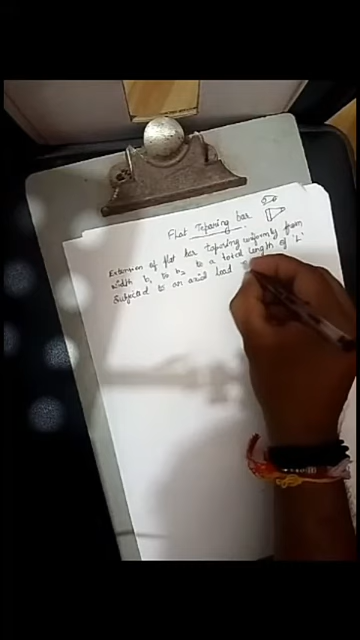 Flat Tapering bar
Extension of flat bar tapering uniformly from
width b₁ to b₂ to a total length of 'L'
subjected to an axial load